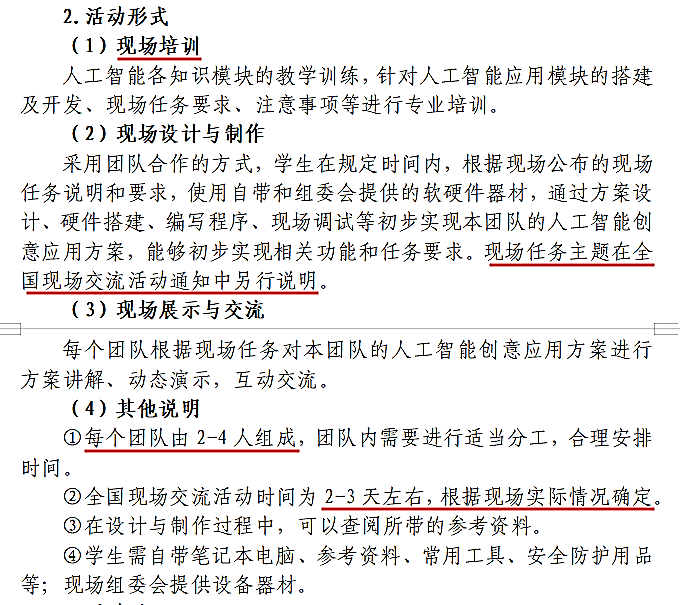 2.活动形式
（1）现场培训
人工智能各知识模块的教学训练，针对人工智能应用模块的搭建
及开发、现场任务要求、注意事项等进行专业培训。
（2）现场设计与制作
采用团队合作的方式，学生在规定时间内，根据现场公布的现场
任务说明和要求，使用自带和组委会提供的软硬件器材，通过方案设
计、硬件搭建、编写程序、现场调试等初步实现本团队的人工智能创
意应用方案，能够初步实现相关功能和任务要求。现场任务主题在全
国现场交流活动通知中另行说明。
（3）现场展示与交流
每个团队根据现场任务对本团队的人工智能创意应用方案进行
方案讲解、动态演示，互动交流。
（4）其他说明
①每个团队由 2-4 人组成，团队内需要进行适当分工，合理安排
时间。
②全国现场交流活动时间为 2-3 天左右，根据现场实际情况确定。
③在设计与制作过程中，可以查阅所带的参考资料。
④学生需自带笔记本电脑、参考资料、常用工具、安全防护用品
等；现场组委会提供设备器材。